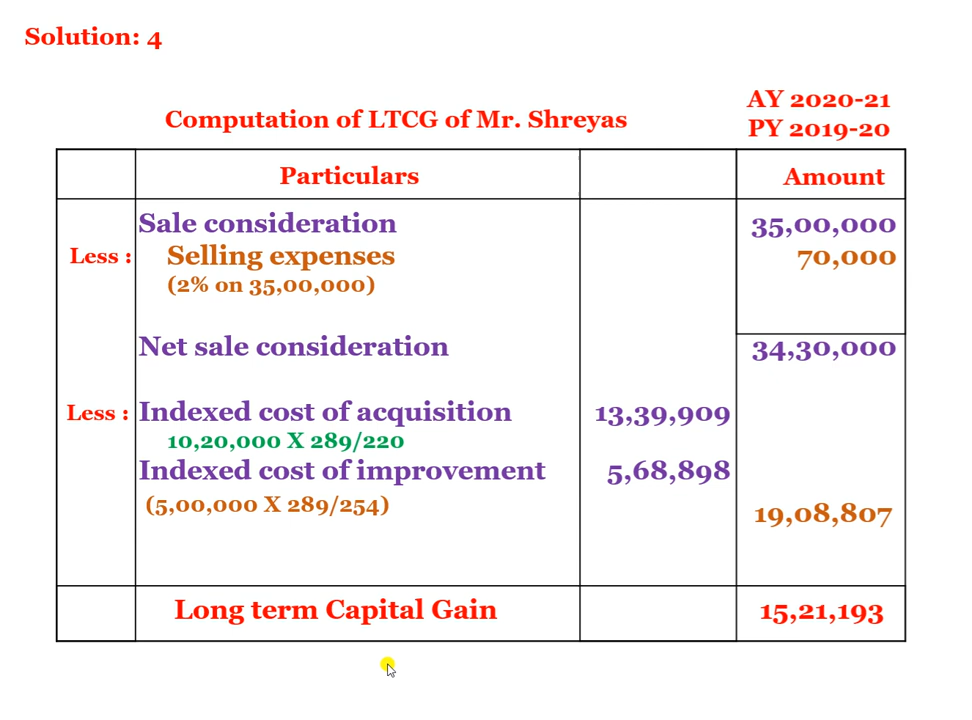 Solution: 4
AY 2020-21
Computation of LTCG of Mr. Shreyas
PY 2019-20
Particulars Amount
Sale consideration 35,00,000
Less : Selling expenses 70,000
(2% on 35,00,000)
Net sale consideration 34,30,000
Less : Indexed cost of acquisition 13,39,909
10,20,000 X 289/220
Indexed cost of improvement 5,68,898
(5,00,000 X 289/254)
19,08,807
Long term Capital Gain 15,21,193